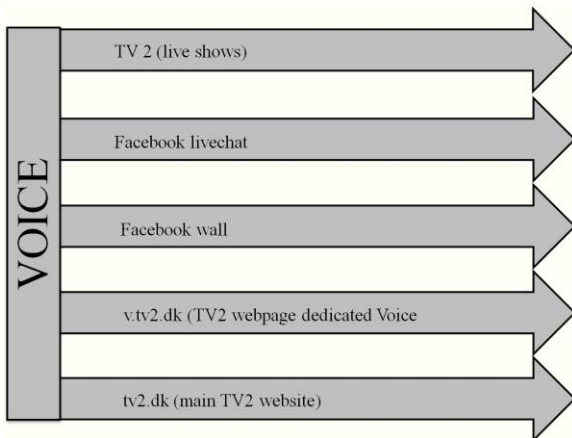 VOICE
TV 2 (live shows)
Facebook livechat
Facebook wall
v.tv2.dk (TV2 webpage dedicated Voice
tv2.dk (main TV2 website)